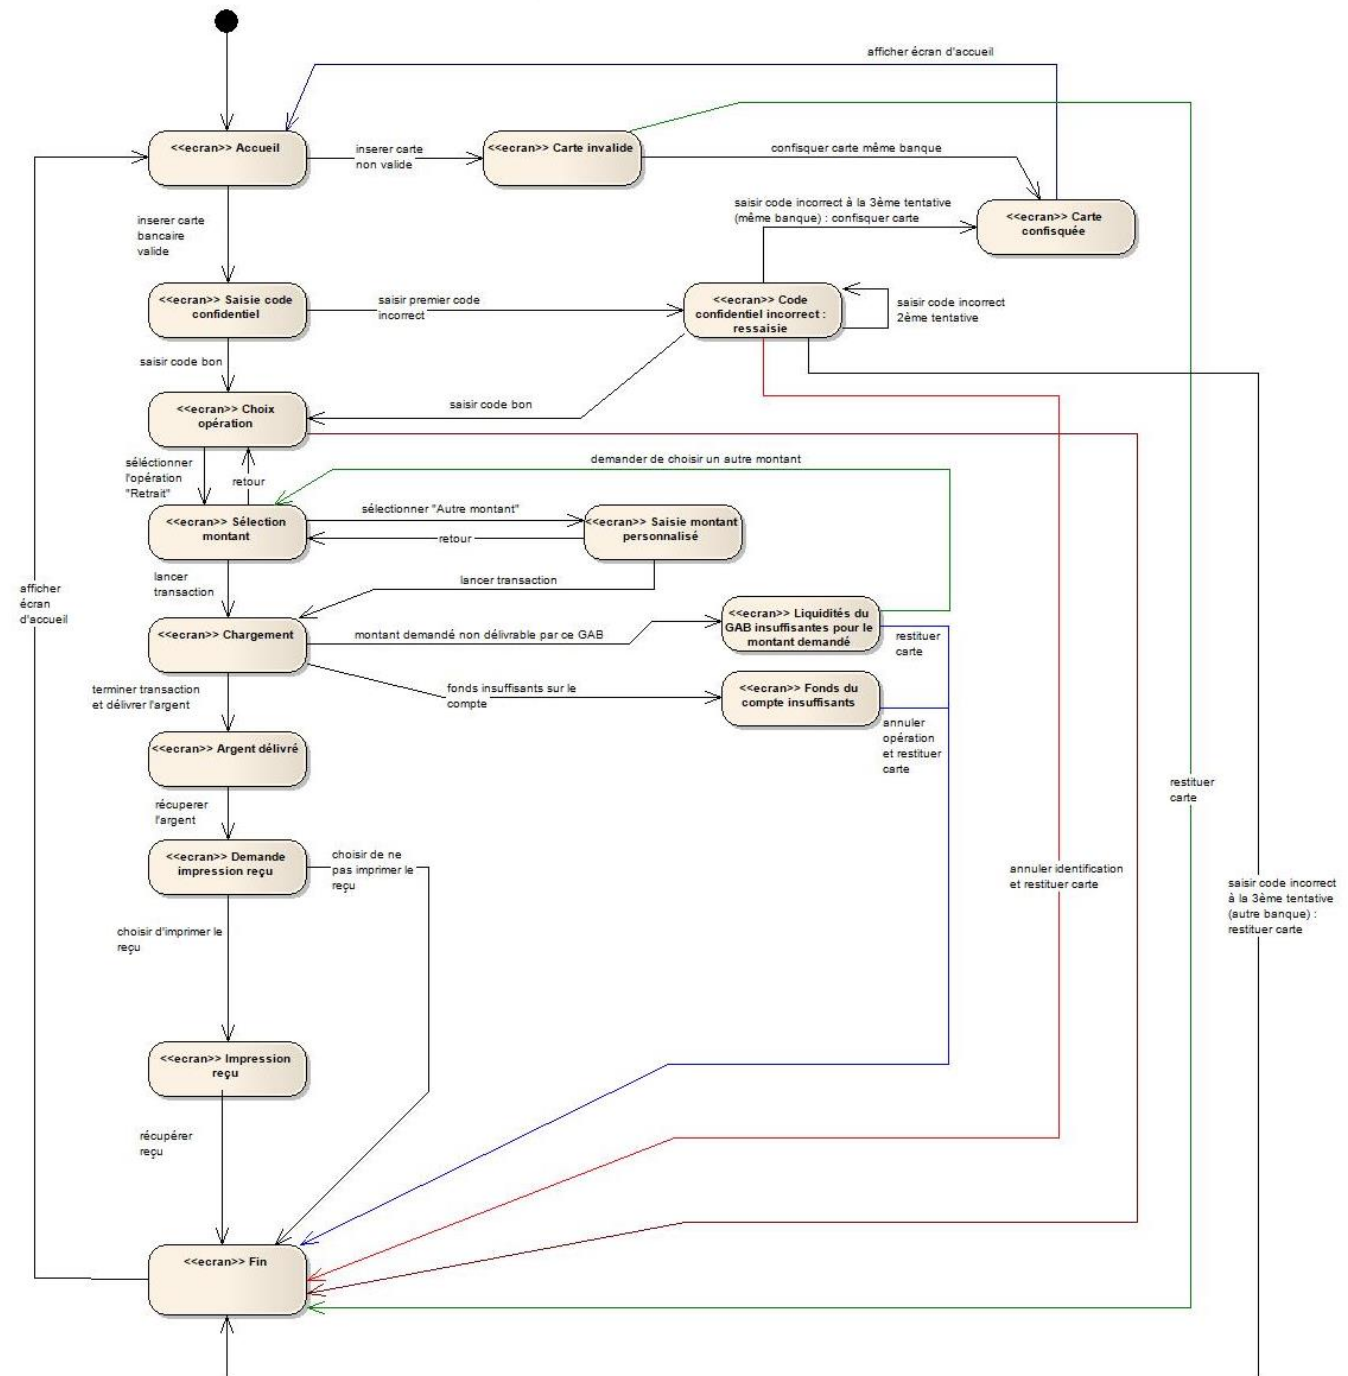 afficher écran d'accueil
<<ecran>> Accueil
inserer carte
non valide
<<ecran>> Carte invalide
confisquer carte même banque
saisir code incorrect à la 3ème tentative
(même banque) : confisquer carte
<<ecran>> Carte
confisquée
inserer carte
bancaire
valide
<<ecran>> Saisie code
confidentiel
saisir premier code
incorrect
<<ecran>> Code
confidentiel incorrect :
ressaisie
saisir code incorrect
2ème tentative
saisir code bon
<<ecran>> Choix
opération
saisir code bon
séléctionner
l'opération
"Retrait"
retour
demander de choisir un autre montant
<<ecran>> Sélection
montant
sélectionner "Autre montant"
retour
<<ecran>> Saisie montant
personnalisé
lancer
transaction
lancer transaction
afficher
écran
d'accueil
<<ecran>> Chargement
montant demandé non délivrable par ce GAB
<<ecran>> Liquidités du
GAB insuffisantes pour le
montant demandé
restituer
carte
terminer transaction
et délivrer l'argent
fonds insuffisants sur le
compte
<<ecran>> Fonds du
compte insuffisants
annuler
opération
et restituer
carte
<<ecran>> Argent délivré
restituer
carte
récuperer
l'argent
<<ecran>> Demande
impression reçu
choisir de ne
pas imprimer le
reçu
annuler identification
et restituer carte
saisir code incorrect
à la 3ème tentative
(autre banque) :
restituer carte
choisir d'imprimer le
reçu
<<ecran>> Impression
reçu
récupérer
reçu
<<ecran>> Fin